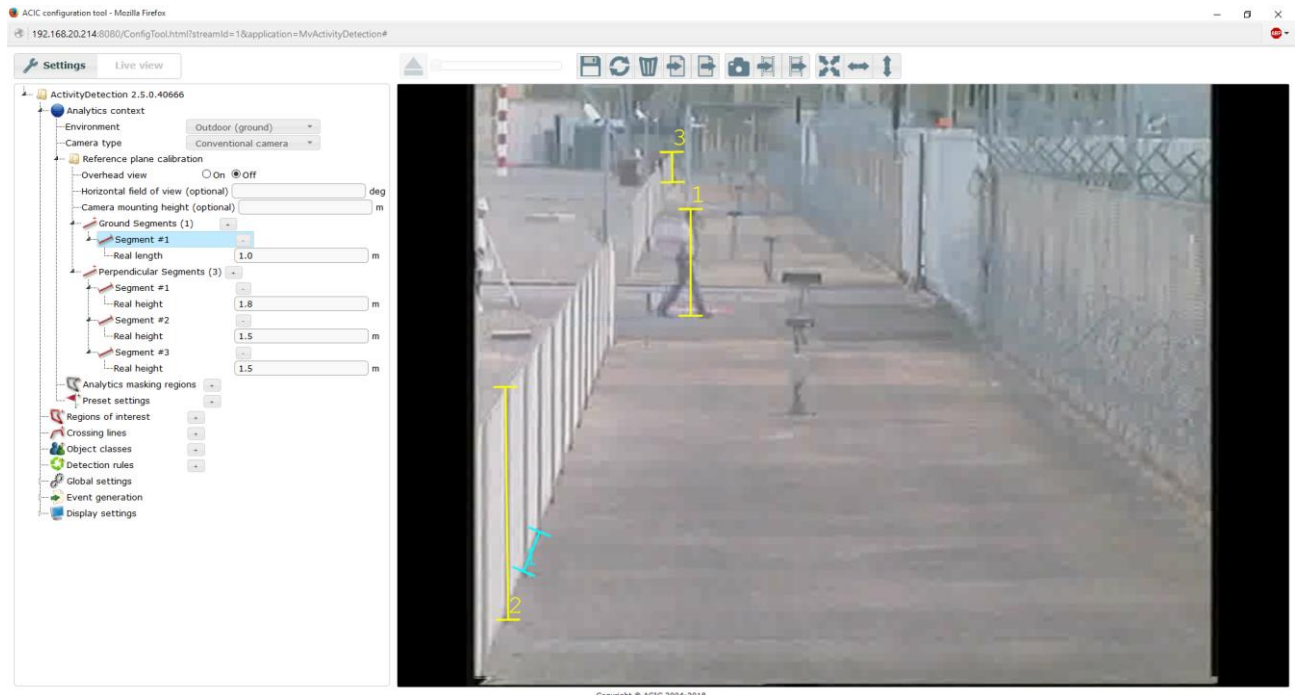 ACIC configuration tool - Mozilla Firefox
192.168.20.214:8080/ConfigTool.html?streamId=1&application=MvActivityDetection#
Settings Live view
ActivityDetection 2.5.0.40666
Analytics context
Environment Outdoor (ground)
Camera type Conventional camera
Reference plane calibration
Overhead view On Off
Horizontal field of view (optional) deg
Camera mounting height (optional) m
Ground Segments (1) +
Segment #1 -
Real length 1.0 m
Perpendicular Segments (3) +
Segment #1 -
Real height 1.8 m
Segment #2 -
Real height 1.5 m
Segment #3 -
Real height 1.5 m
Analytics masking regions +
Preset settings +
Regions of interest +
Crossing lines +
Object classes +
Detection rules +
Global settings
Event generation
Display settings
3
1
1
2
Copyright © ACIC 2004-2018